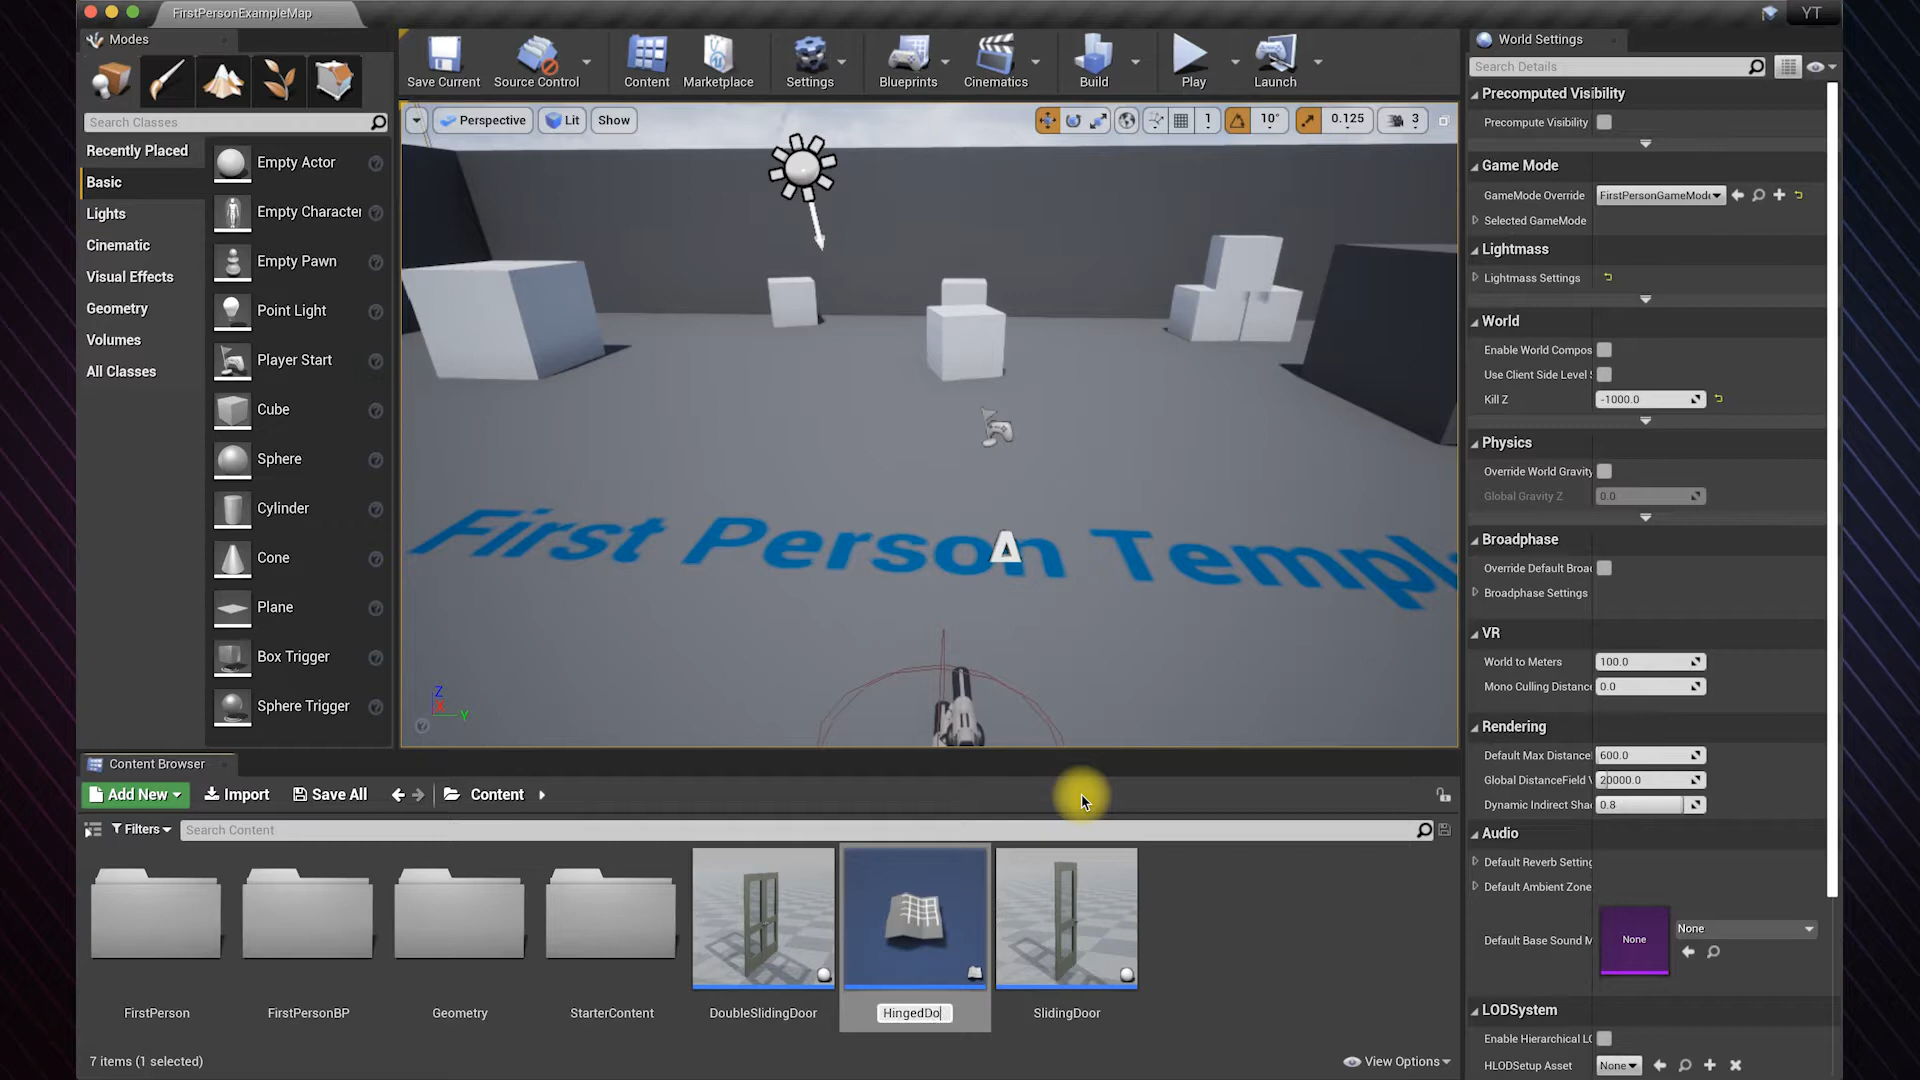 FirstPersonExampleMap
YT
Modes
Search Classes
Recently Placed
Basic
Lights
Cinematic
Visual Effects
Geometry
Volumes
All Classes
Empty Actor
Empty Character
Empty Pawn
Point Light
Player Start
Cube
Sphere
Cylinder
Cone
Plane
Box Trigger
Sphere Trigger
Save Current
Source Control
Content
Marketplace
Settings
Blueprints
Cinematics
Build
Play
Launch
Perspective
Lit
Show
1
10°
0.125
3
First Person Templ
Z
X
Y
World Settings
Search Details
Precomputed Visibility
Precompute Visibility
Game Mode
GameMode Override
FirstPersonGameMod
Selected GameMode
Lightmass
Lightmass Settings
World
Enable World Compos
Use Client Side Level
Kill Z
-1000.0
Physics
Override World Gravity
Global Gravity Z
0.0
Broadphase
Override Default Broa
Broadphase Settings
VR
World to Meters
100.0
Mono Culling Distance
0.0
Rendering
Default Max Distance
600.0
Global DistanceField V
20000.0
Dynamic Indirect Sha
0.8
Audio
Default Reverb Setting
Default Ambient Zone
Default Base Sound M
None
None
LODSystem
Enable Hierarchical LO
HLODSetup Asset
None
Content Browser
Add New
Import
Save All
Content
Filters
Search Content
FirstPerson
FirstPersonBP
Geometry
StarterContent
DoubleSlidingDoor
HingedDo
SlidingDoor
7 items (1 selected)
View Options